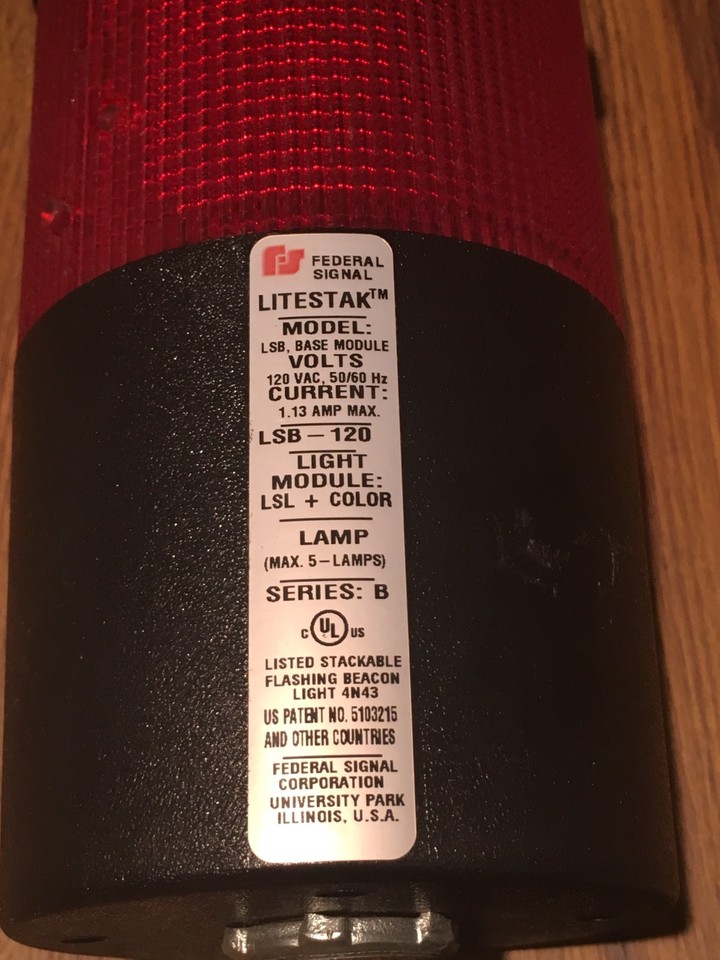 FS FEDERAL
SIGNAL
LITESTAK™
MODEL:
LSB, BASE MODULE
VOLTS
120 VAC, 50/60 Hz
CURRENT:
1.13 AMP MAX.
LSB – 120
LIGHT
MODULE:
LSL + COLOR
LAMP
(MAX. 5–LAMPS)
SERIES: B
C UL US
LISTED STACKABLE
FLASHING BEACON
LIGHT 4N43
US PATENT NO. 5103215
AND OTHER COUNTRIES
FEDERAL SIGNAL
CORPORATION
UNIVERSITY PARK
ILLINOIS, U.S.A.